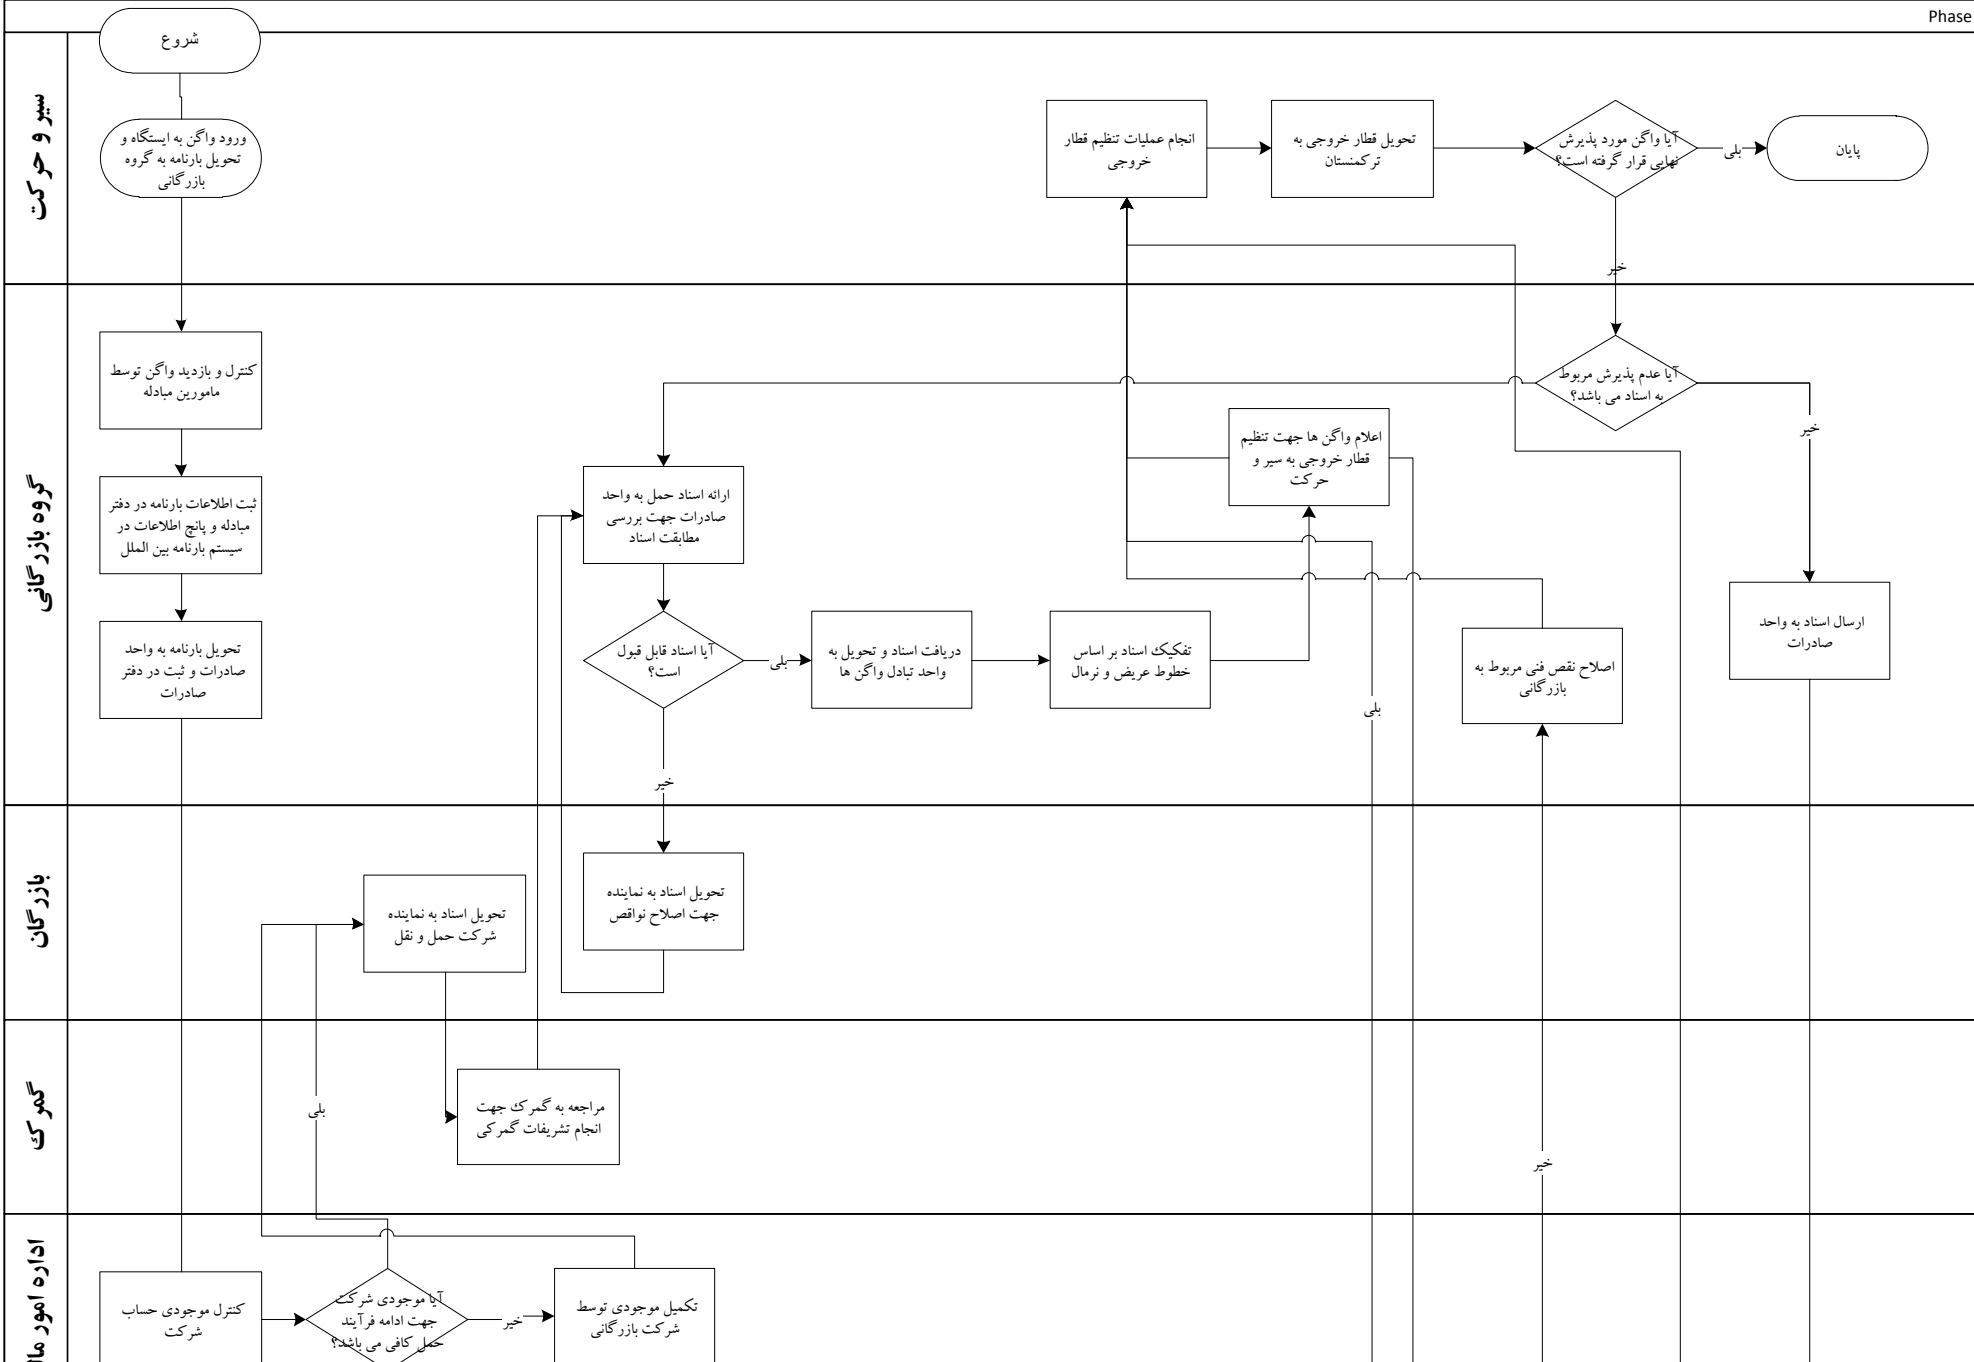 Phase
سیر و حرکت
شروع
ورود واگن به ایستگاه و
تحویل بارنامه به گروه
بازرگانی
انجام عملیات تنظیم قطار
خروجی
تحویل قطار خروجی به
ترکمنستان
آیا واگن مورد پذیرش
نهایی قرار گرفته است؟
بلی
پایان
خیر
گروه بازرگانی
کنترل و بازدید واگن توسط
مامورین مبادله
ثبت اطلاعات بارنامه در دفتر
مبادله و پانچ اطلاعات در
سیستم بارنامه بین الملل
تحویل بارنامه به واحد
صادرات و ثبت در دفتر
صادرات
ارائه اسناد حمل به واحد
صادرات جهت بررسی
مطابقت اسناد
آیا اسناد قابل قبول
است؟
بلی
دریافت اسناد و تحویل به
واحد تبادل واگن ها
تفکیک اسناد بر اساس
خطوط عریض و نرمال
اعلام واگن ها جهت تنظیم
قطار خروجی به سیر و
حرکت
آیا عدم پذیرش مربوط
به اسناد می باشد؟
خیر
ارسال اسناد به واحد
صادرات
اصلاح نقص فنی مربوط به
بازرگانی
بلی
خیر
بازرگان
تحویل اسناد به نماینده
شرکت حمل و نقل
تحویل اسناد به نماینده
جهت اصلاح نواقص
گمرک
بلی
مراجعه به گمرک جهت
انجام تشریفات گمرکی
خیر
اداره امور
کنترل موجودی حساب
شرکت
آیا موجودی شرکت
جهت ادامه فرآیند
حمل کافی می باشد؟
خیر
تکمیل موجودی توسط
شرکت بازرگانی